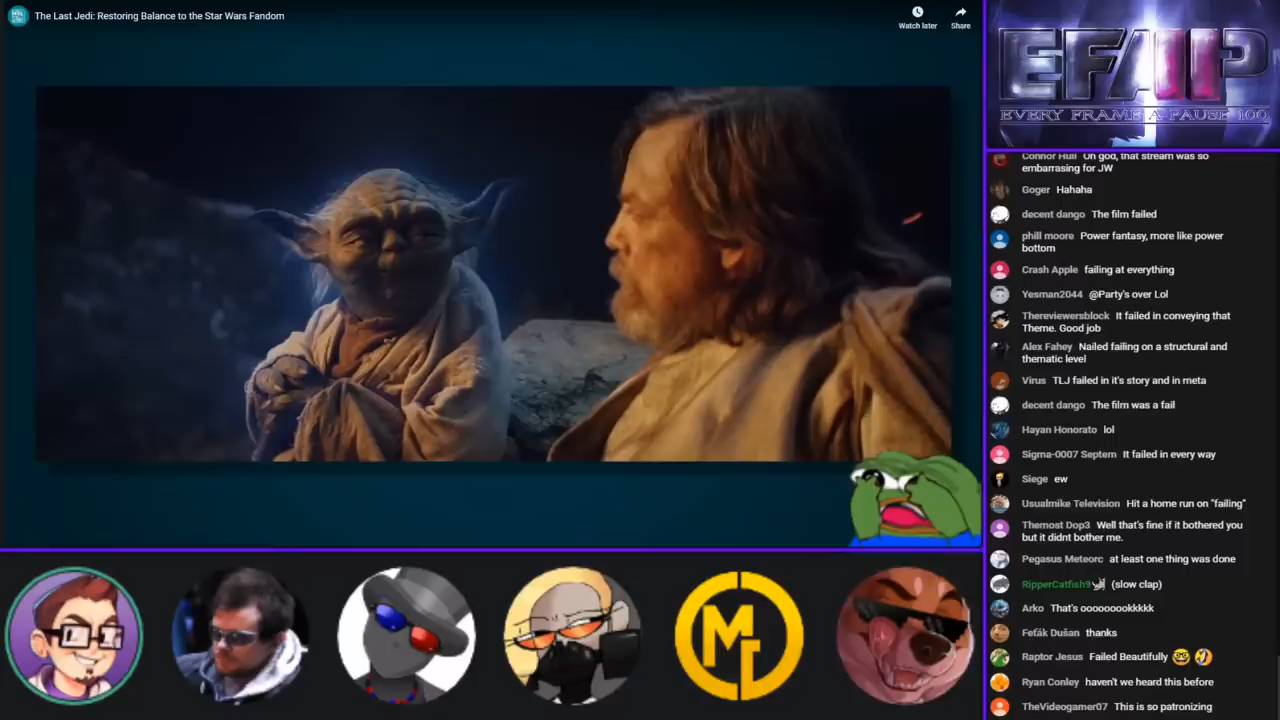 The Last Jedi: Restoring Balance to the Star Wars Fandom
Watch later
Share
EFAP
EVERY FRAME A PAUSE 100
Connor Hull Oh god, that stream was so
embarrasing for JW
Goger Hahaha
decent dango The film failed
phill moore Power fantasy, more like power
bottom
Crash Apple failing at everything
Yesman2044 @Party's over Lol
Thereviewersblock It failed in conveying that
Theme. Good job
Alex Fahey Nailed failing on a structural and
thematic level
Virus TLJ failed in it's story and in meta
decent dango The film was a fail
Hayan Honorato lol
Sigma-0007 Septem It failed in every way
Siege ew
Usualmike Television Hit a home run on "failing"
Themost Dop3 Well that's fine if it bothered you
but it didnt bother me.
Pegasus Meteorc at least one thing was done
RipperCatfish9 (slow clap)
Arko That's oooooookkkkk
Feťák Dušan thanks
Raptor Jesus Failed Beautifully
Ryan Conley haven't we heard this before
TheVideogamer07 This is so patronizing